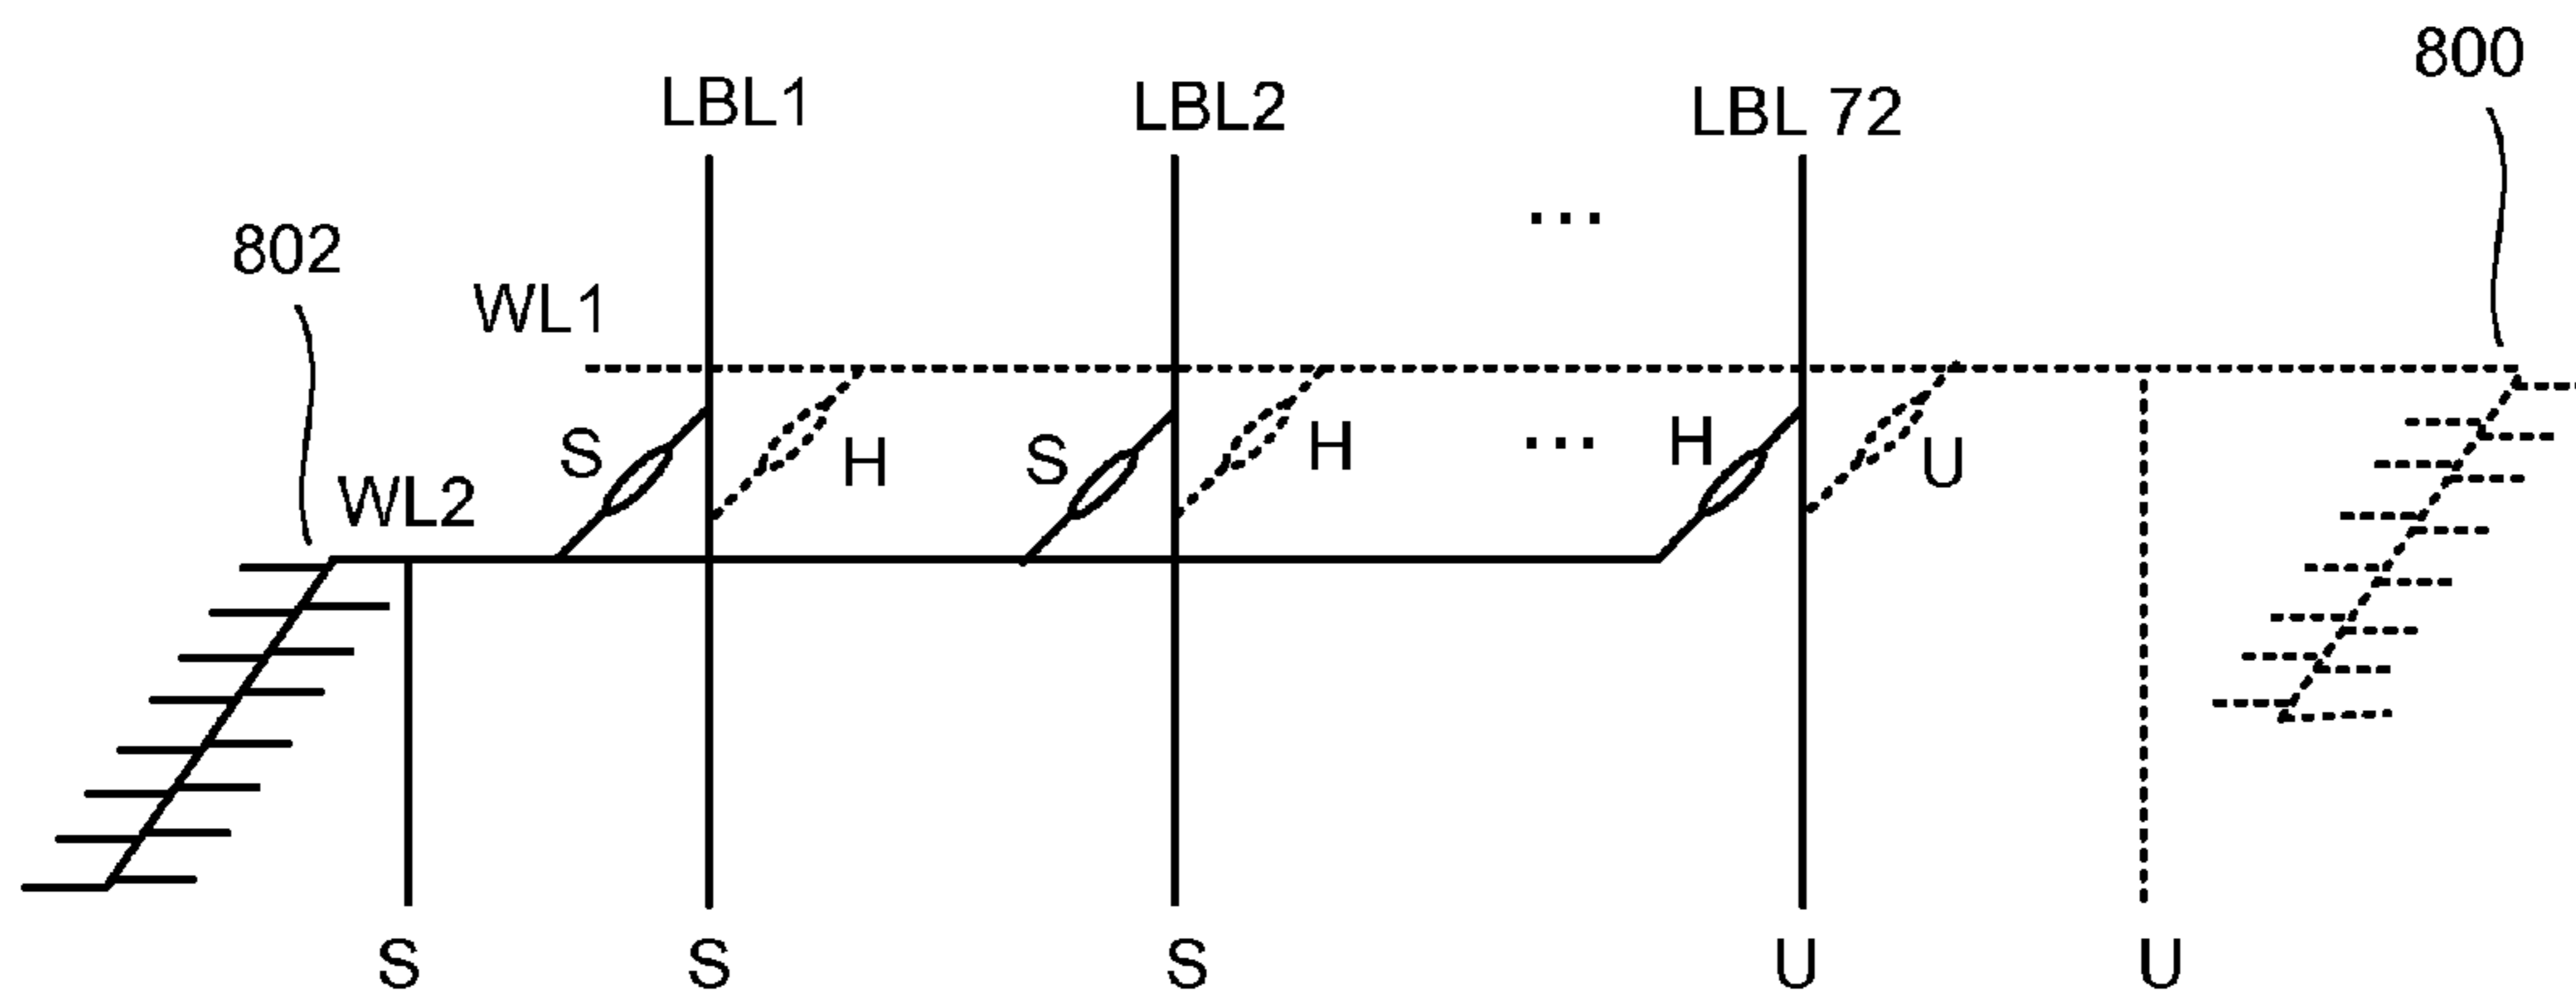 800
LBL1 LBL2 LBL 72
...
802
WL1
S H S H ... H U
WL2
S S S U U